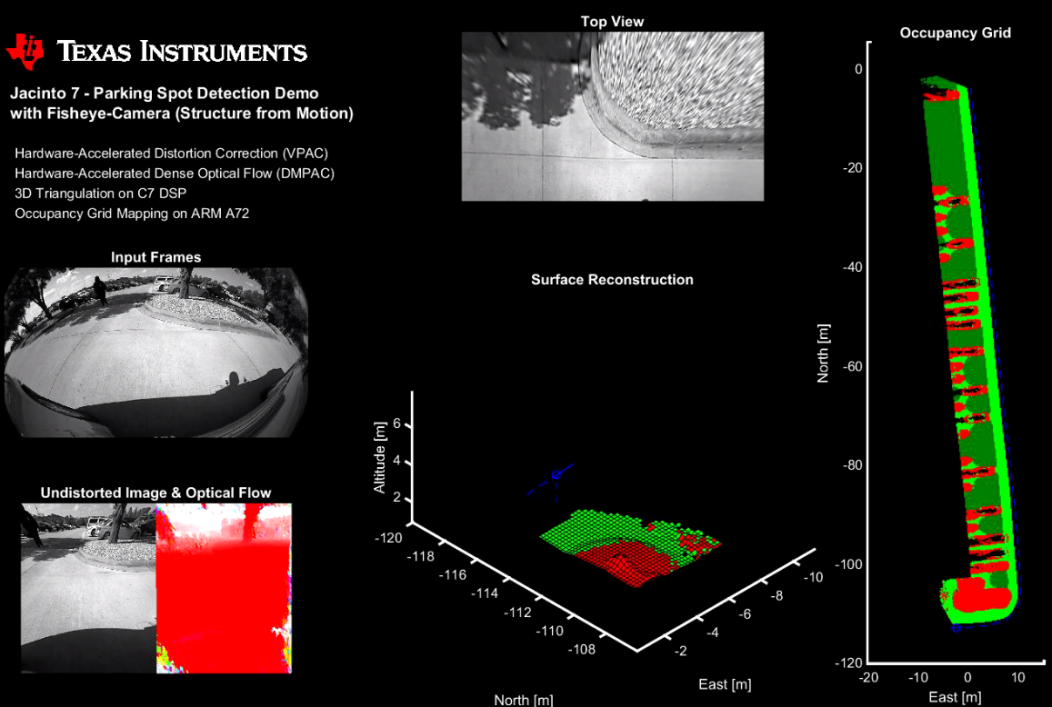 TEXAS INSTRUMENTS
Jacinto 7 - Parking Spot Detection Demo
with Fisheye-Camera (Structure from Motion)
Hardware-Accelerated Distortion Correction (VPAC)
Hardware-Accelerated Dense Optical Flow (DMPAC)
3D Triangulation on C7 DSP
Occupancy Grid Mapping on ARM A72
Input Frames
Undistorted Image & Optical Flow
Top View
Surface Reconstruction
Altitude [m]
6
4
2
-120
-118
-116
-114
-112
-110
-108
North [m]
-2
-4
-6
-8
-10
East [m]
Occupancy Grid
North [m]
0
-20
-40
-60
-80
-100
-120
-20
-10
0
10
East [m]